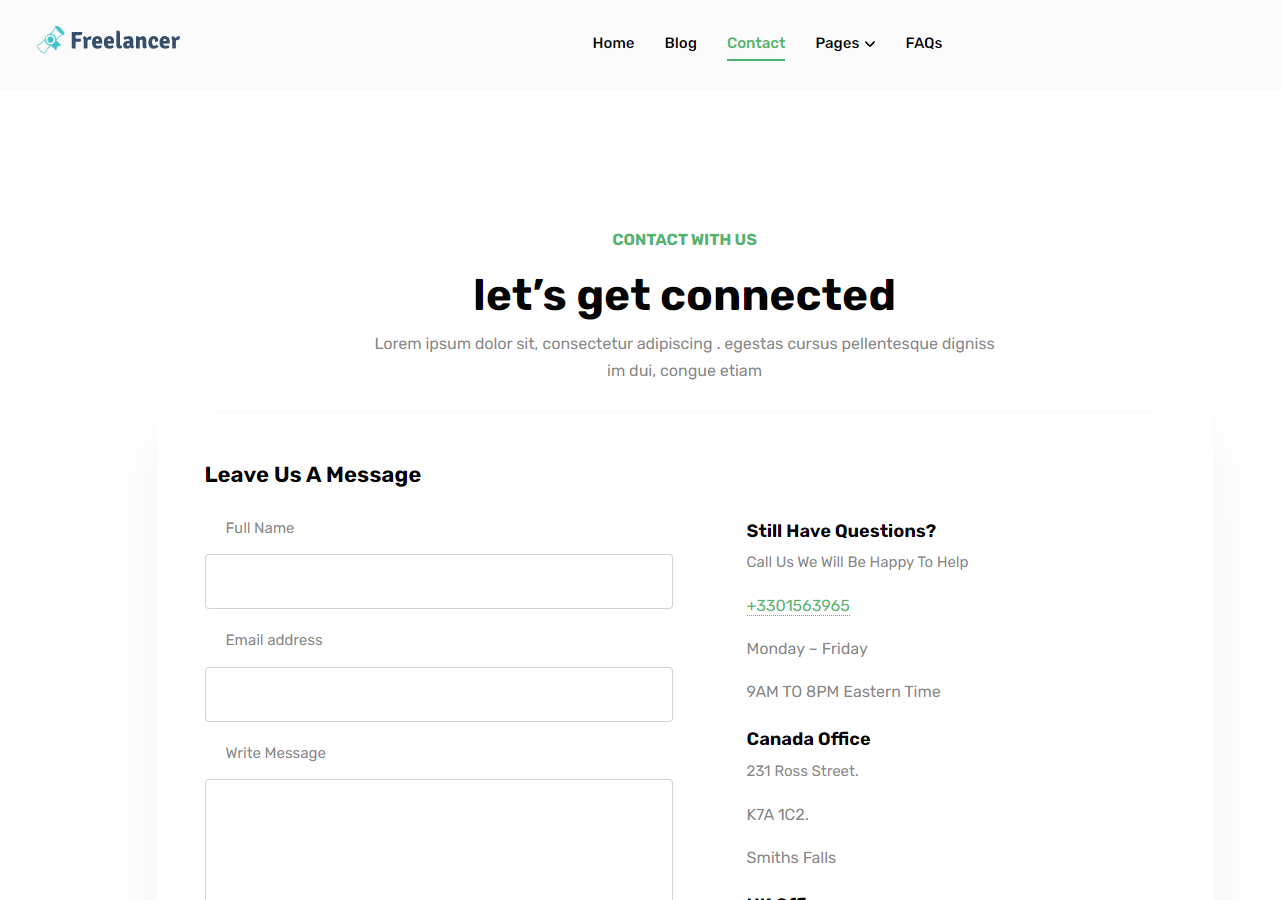 Freelancer
Home Blog Contact Pages FAQs
CONTACT WITH US
let’s get connected
Lorem ipsum dolor sit, consectetur adipiscing . egestas cursus pellentesque digniss
im dui, congue etiam
Leave Us A Message
Full Name
Email address
Write Message
Still Have Questions?
Call Us We Will Be Happy To Help
+3301563965
Monday – Friday
9AM TO 8PM Eastern Time
Canada Office
231 Ross Street.
K7A 1C2.
Smiths Falls